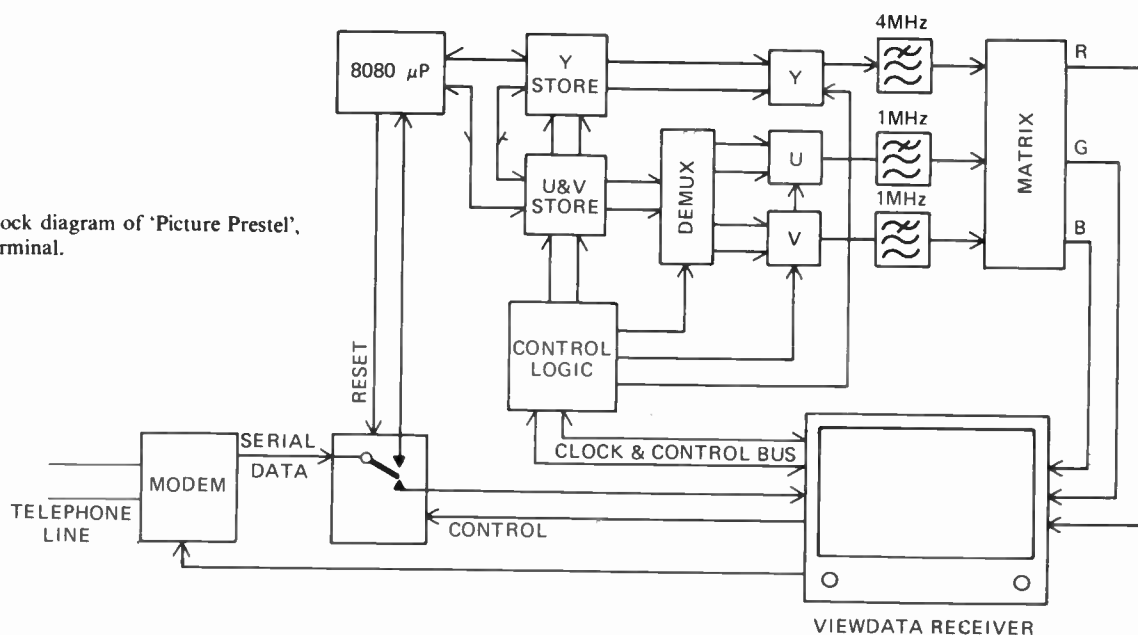 4MHz
8080 µP
Y
STORE
Y
R
MATRIX
1MHz
DEMUX
U
G
U&V
STORE
ock diagram of 'Picture Prestel',
erminal.
V
1MHz
B
CONTROL
LOGIC
RESET
CLOCK & CONTROL BUS
SERIAL
DATA
MODEM
TELEPHONE
LINE
CONTROL
VIEWDATA RECEIVER